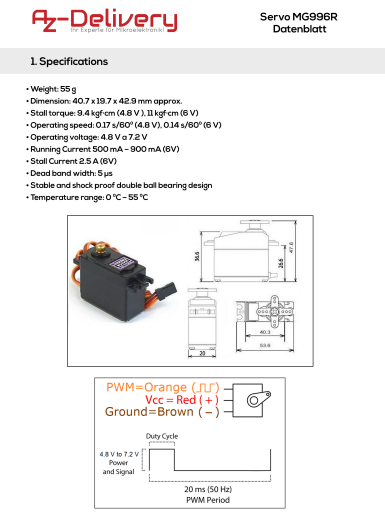 Az-Delivery
Ihr Experte für Mikroelektronik!
Servo MG996R
Datenblatt
1. Specifications
• Weight: 55 g
• Dimension: 40.7 x 19.7 x 42.9 mm approx.
• Stall torque: 9.4 kgf·cm (4.8 V ), 11 kgf·cm (6 V)
• Operating speed: 0.17 s/60º (4.8 V), 0.14 s/60º (6 V)
• Operating voltage: 4.8 V a 7.2 V
• Running Current 500 mA – 900 mA (6V)
• Stall Current 2.5 A (6V)
• Dead band width: 5 µs
• Stable and shock proof double ball bearing design
• Temperature range: 0 ºC – 55 ºC
36.6
26.6
47.6
20
40.3
53.6
PWM=Orange (⎍⎍)
Vcc = Red ( + )
Ground=Brown ( – )
Duty Cycle
4.8 V to 7.2 V
Power
and Signal
20 ms (50 Hz)
PWM Period